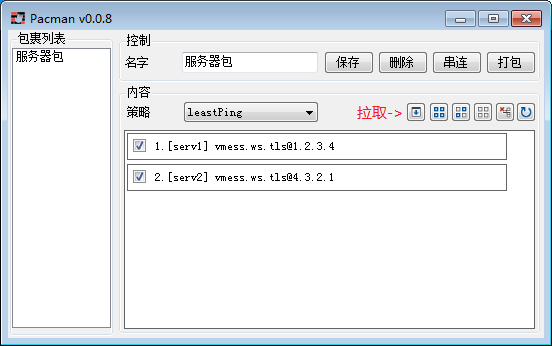 Pacman v0.0.8
包裹列表
服务器包
控制
名字 服务器包 保存 删除 串连 打包
内容
策略 leastPing 拉取->
1.[serv1] vmess.ws.tls@1.2.3.4
2.[serv2] vmess.ws.tls@4.3.2.1